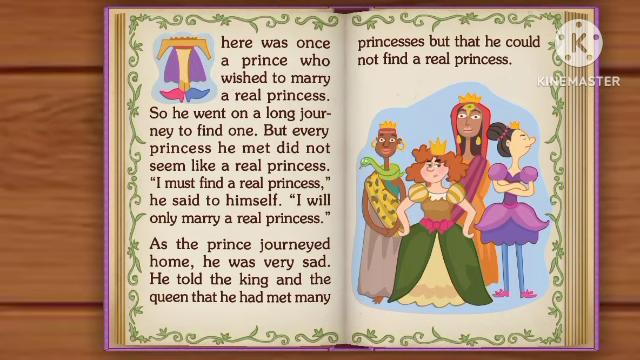 There was once
a prince who
wished to marry
a real princess.
So he went on a long jour-
ney to find one. But every
princess he met did not
seem like a real princess.
“I must find a real princess,”
he said to himself. “I will
only marry a real princess.”
As the prince journeyed
home, he was very sad.
He told the king and the
queen that he had met many
princesses but that he could
not find a real princess.
KINEMASTER